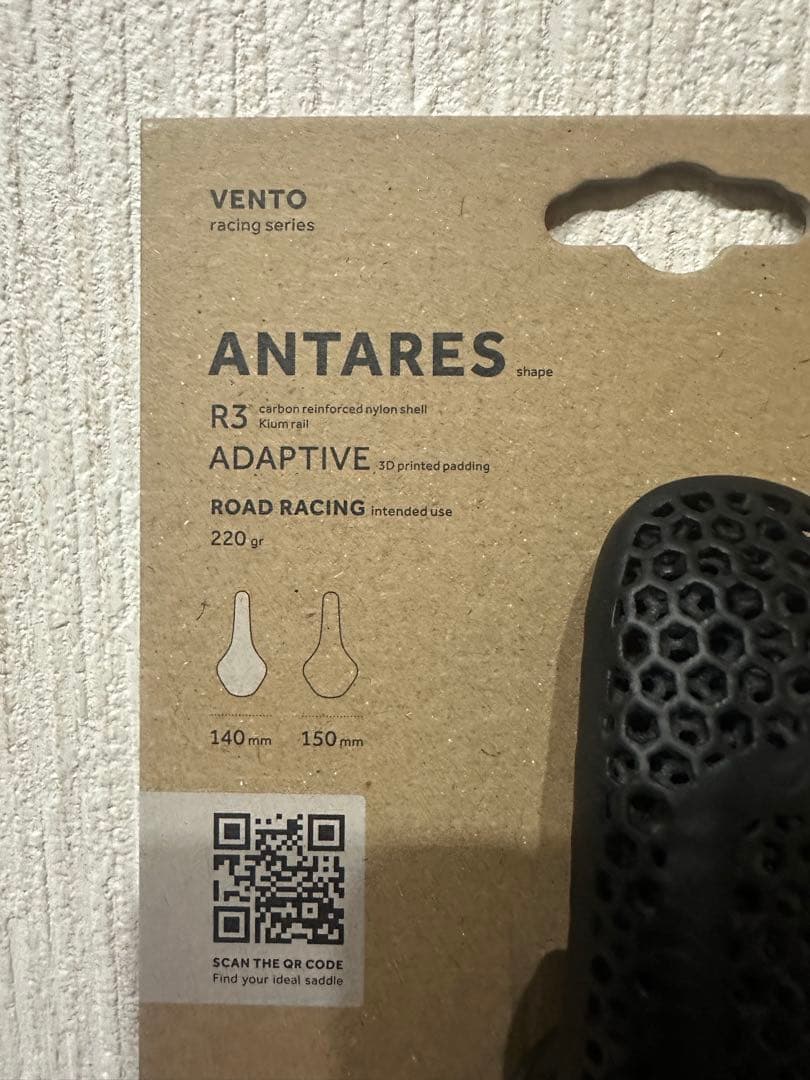 VENTO
racing series
ANTARES shape
R3 carbon reinforced nylon shell
Kium rail
ADAPTIVE 3D printed padding
ROAD RACING intended use
220 gr
140 mm 150 mm
SCAN THE QR CODE
Find your ideal saddle